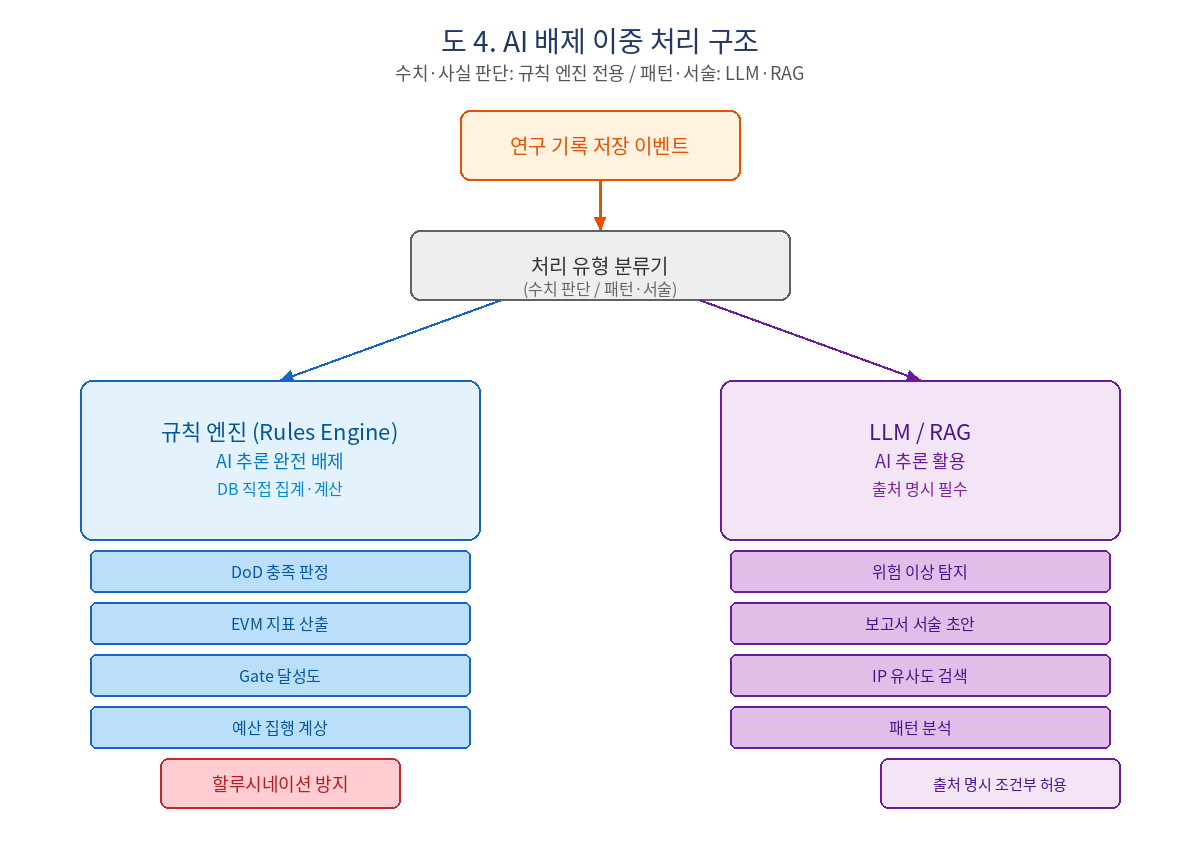 도 4. AI 배제 이중 처리 구조
수치·사실 판단: 규칙 엔진 전용 / 패턴·서술: LLM·RAG
연구 기록 저장 이벤트
처리 유형 분류기
(수치 판단 / 패턴·서술)
규칙 엔진 (Rules Engine)
AI 추론 완전 배제
DB 직접 집계·계산
DoD 충족 판정
EVM 지표 산출
Gate 달성도
예산 집행 계상
할루시네이션 방지
LLM / RAG
AI 추론 활용
출처 명시 필수
위험 이상 탐지
보고서 서술 초안
IP 유사도 검색
패턴 분석
출처 명시 조건부 허용